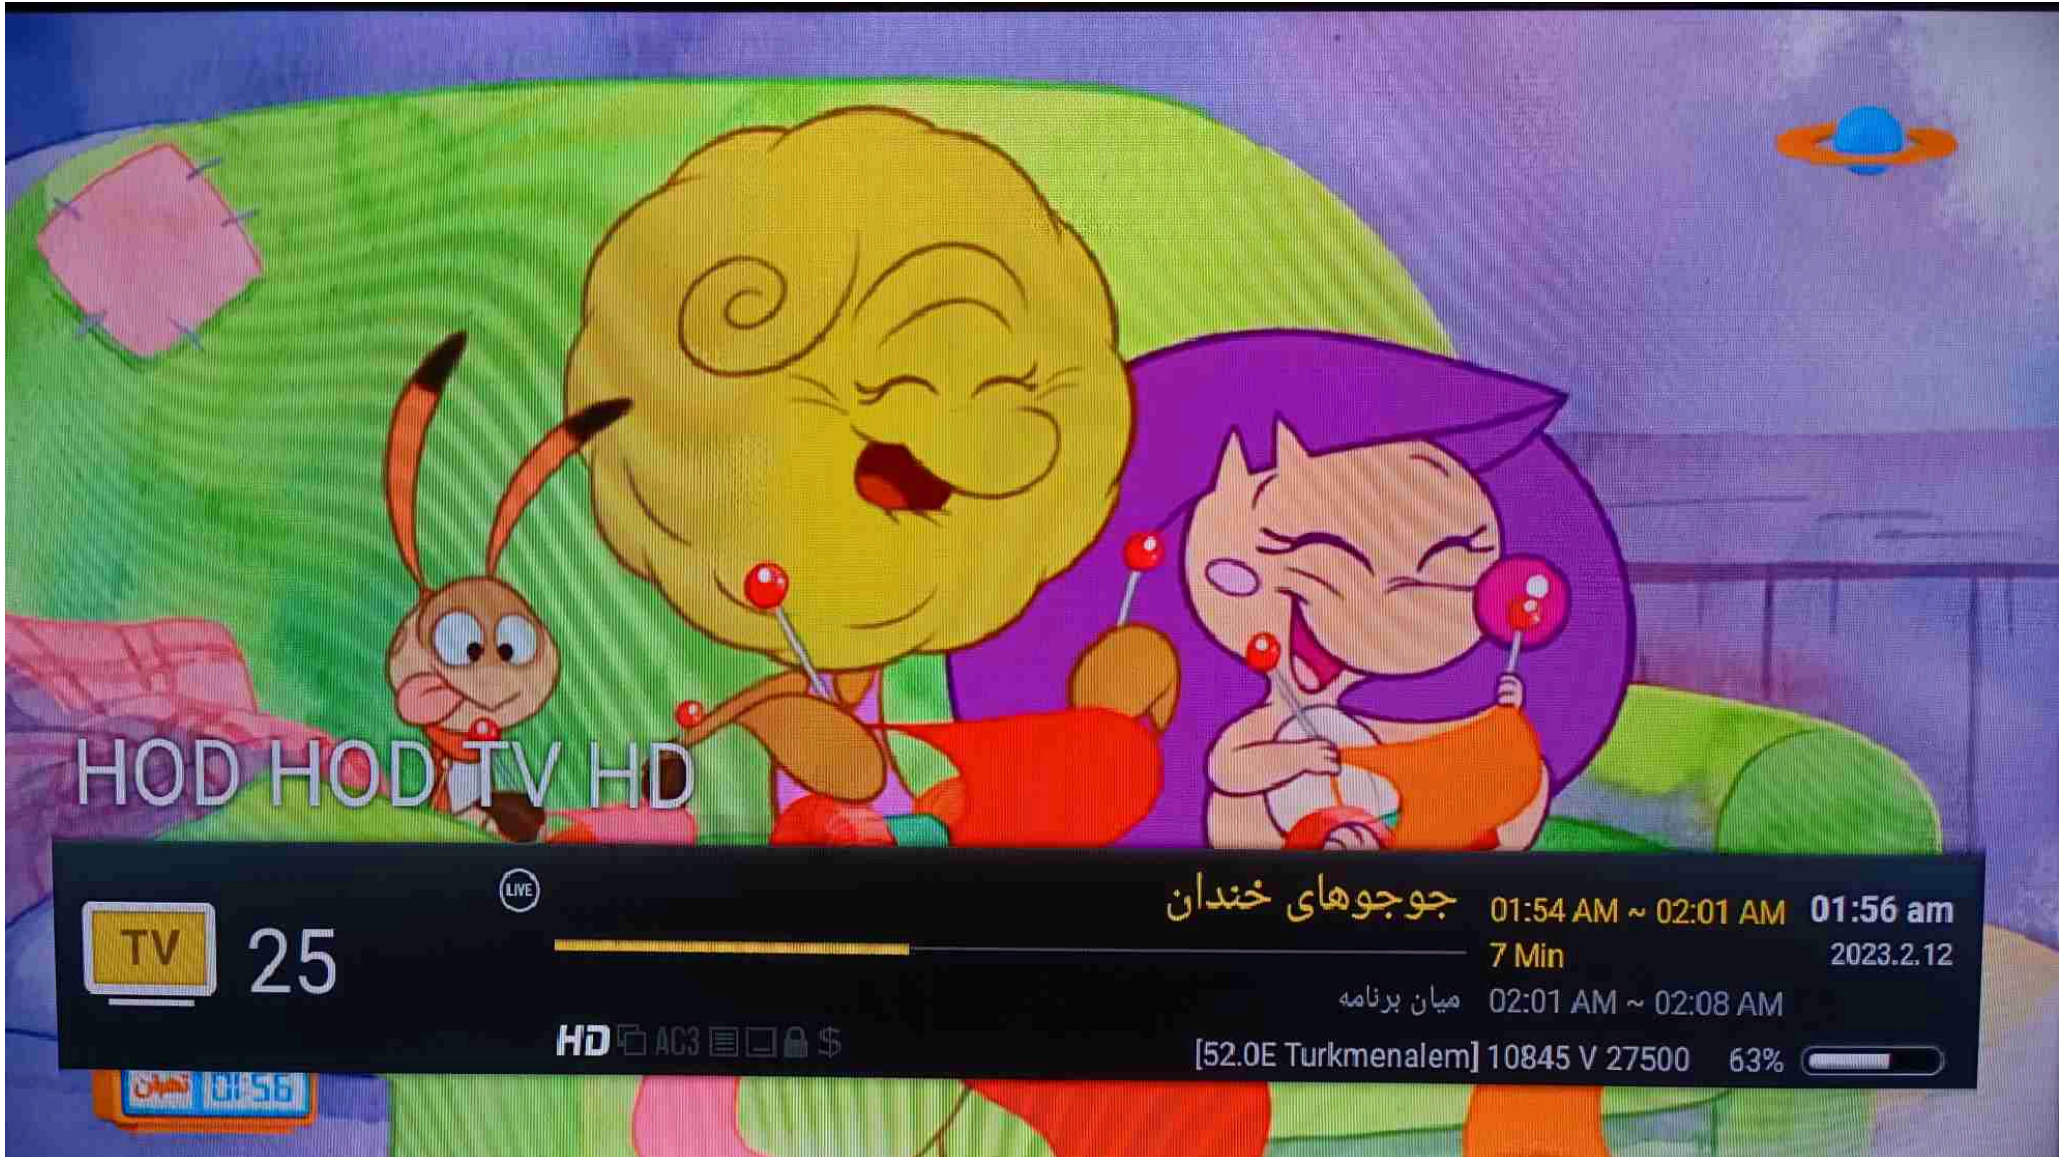 HOD HOD TV HD
LIVE
جوجوهای خندان
01:54 AM ~ 02:01 AM
01:56 am
TV
25
7 Min
2023.2.12
میان برنامه
02:01 AM ~ 02:08 AM
HD AC3 $
[52.0E Turkmenalem] 10845 V 27500 63%
تهران 01:56